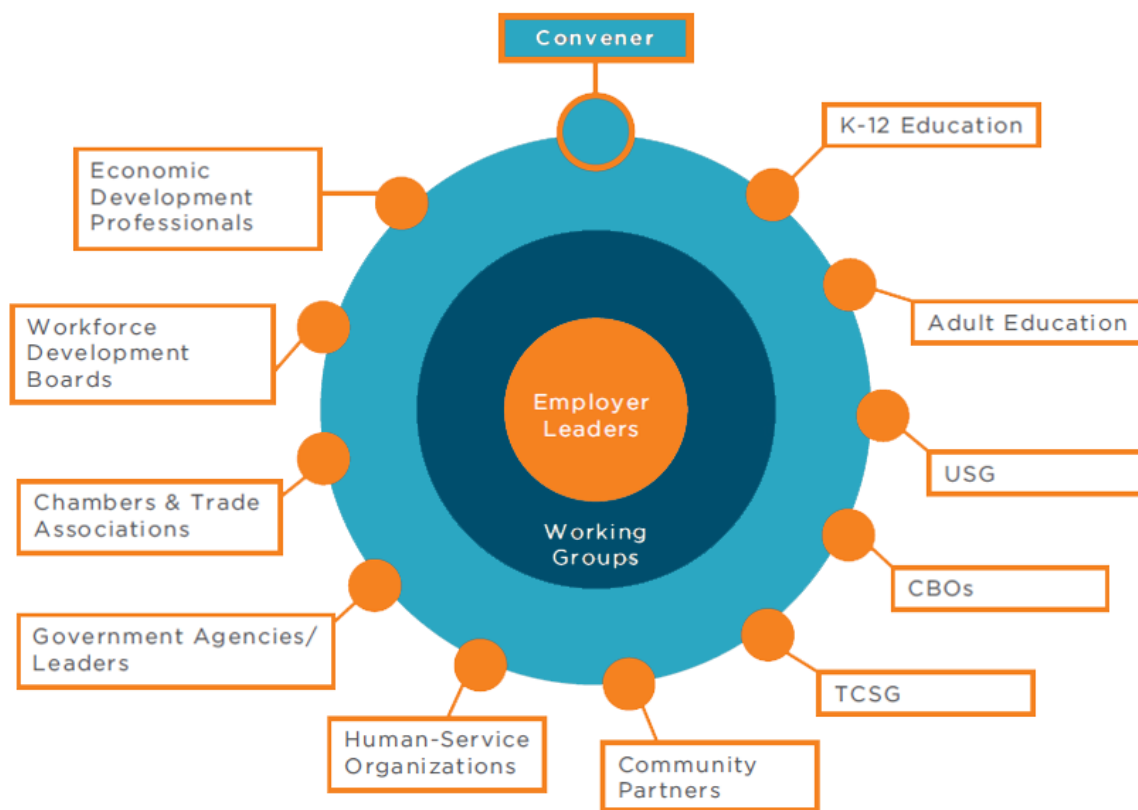 Convener
K-12 Education
Economic
Development
Professionals
Adult Education
Workforce
Development
Boards
Employer
Leaders
USG
Chambers & Trade
Associations
Working
Groups
CBOs
Government Agencies/
Leaders
TCSG
Human-Service
Organizations
Community
Partners